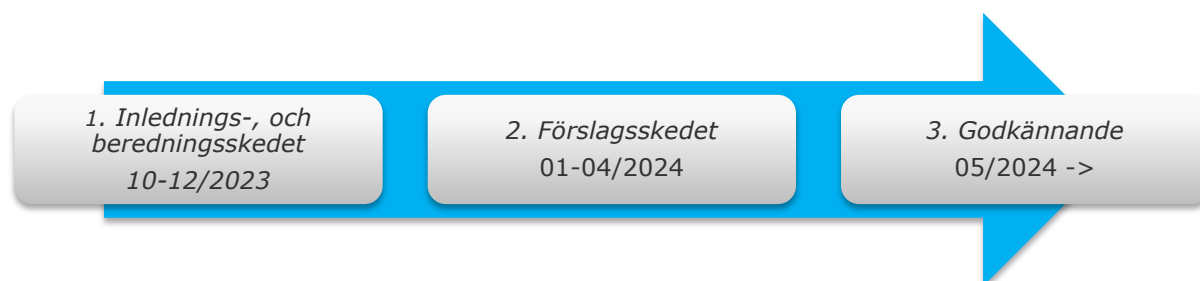 1. Inlednings-, och
beredningsskedet
10-12/2023
2. Förslagsskedet
01-04/2024
3. Godkännande
05/2024 ->